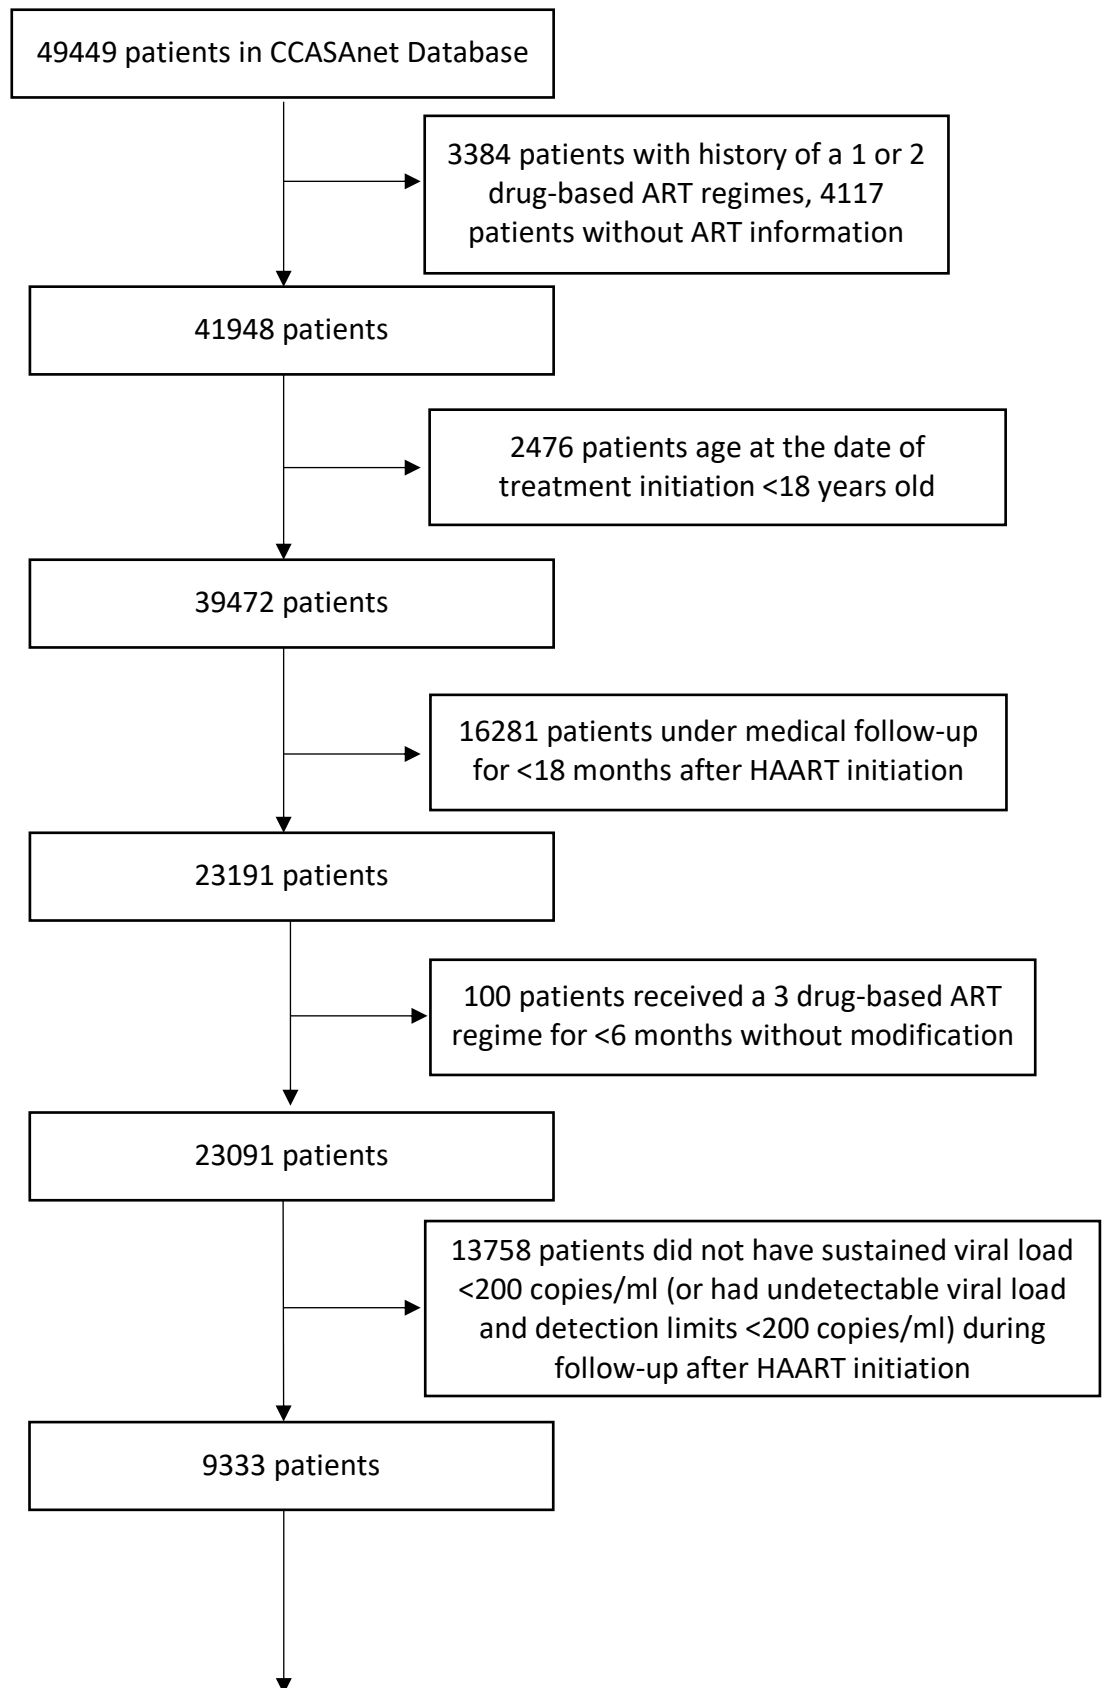 49449 patients in CCASAnet Database
3384 patients with history of a 1 or 2
drug-based ART regimes, 4117
patients without ART information
41948 patients
2476 patients age at the date of
treatment initiation <18 years old
39472 patients
16281 patients under medical follow-up
for <18 months after HAART initiation
23191 patients
100 patients received a 3 drug-based ART
regime for <6 months without modification
23091 patients
13758 patients did not have sustained viral load
<200 copies/ml (or had undetectable viral load
and detection limits <200 copies/ml) during
follow-up after HAART initiation
9333 patients